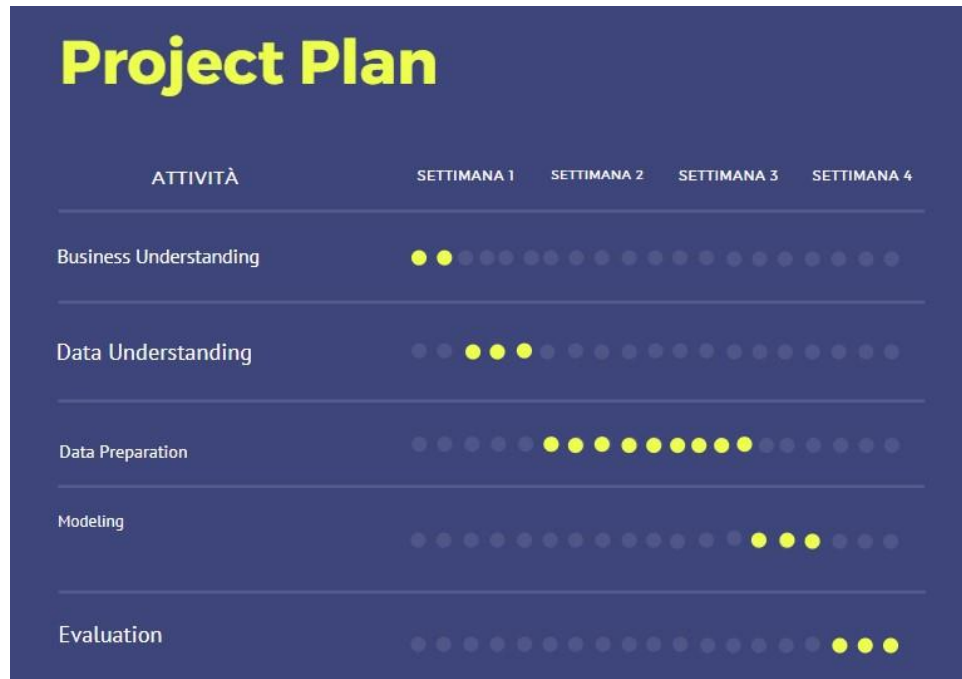 Project Plan
ATTIVITÀ SETTIMANA 1 SETTIMANA 2 SETTIMANA 3 SETTIMANA 4
Business Understanding
Data Understanding
Data Preparation
Modeling
Evaluation